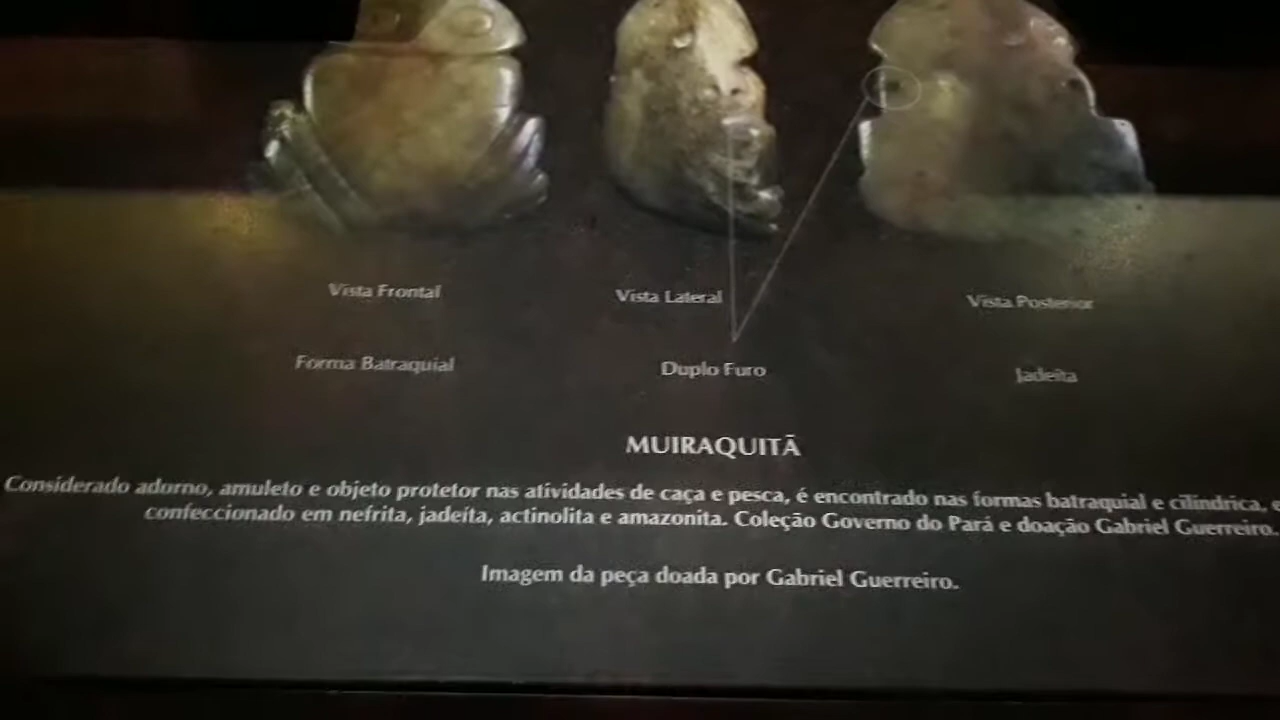 Vista Frontal
Vista Lateral
Vista Posterior
Forma Batraquial
Duplo Furo
Jadeíta
MUIRAQUITÃ
Considerado adorno, amuleto e objeto protetor nas atividades de caça e pesca, é encontrado nas formas batraquial e cilíndrica, e
confeccionado em nefrita, jadeíta, actinolita e amazonita. Coleção Governo do Pará e doação Gabriel Guerreiro.
Imagem da peça doada por Gabriel Guerreiro.